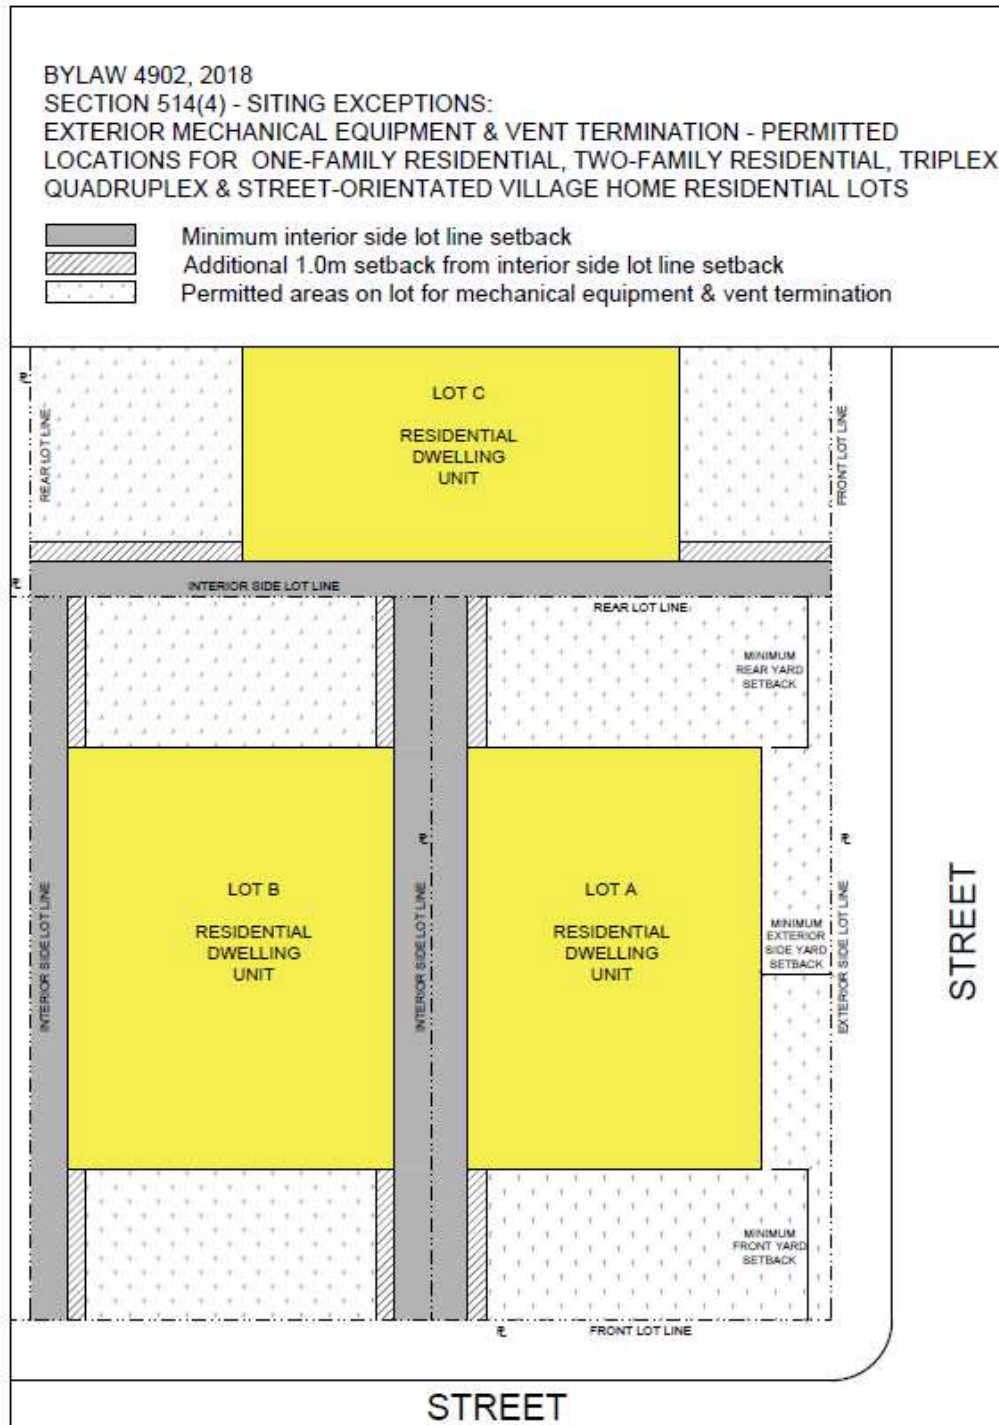 BYLAW 4902, 2018
SECTION 514(4) - SITING EXCEPTIONS:
EXTERIOR MECHANICAL EQUIPMENT & VENT TERMINATION - PERMITTED
LOCATIONS FOR ONE-FAMILY RESIDENTIAL, TWO-FAMILY RESIDENTIAL, TRIPLEX
QUADRUPLEX & STREET-ORIENTATED VILLAGE HOME RESIDENTIAL LOTS
Minimum interior side lot line setback
Additional 1.0m setback from interior side lot line setback
Permitted areas on lot for mechanical equipment & vent termination
LOT C
RESIDENTIAL
DWELLING
UNIT
REAR LOT LINE
FRONT LOT LINE
INTERIOR SIDE LOT LINE
REAR LOT LINE
MINIMUM
REAR YARD
SETBACK
INTERIOR SIDE LOT LINE
LOT B
RESIDENTIAL
DWELLING
UNIT
INTERIOR SIDE LOT LINE
LOT A
RESIDENTIAL
DWELLING
UNIT
MINIMUM
EXTERIOR
SIDE YARD
SETBACK
EXTERIOR SIDE LOT LINE
STREET
MINIMUM
FRONT YARD
SETBACK
FRONT LOT LINE
STREET